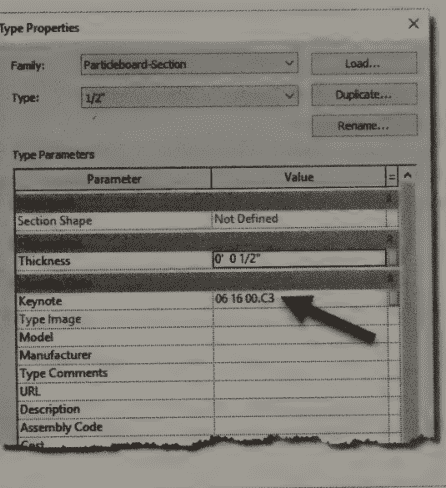 Type Properties
Family: Particleboard-Section Load...
Type: 1/2" Duplicate...
Rename...
Type Parameters
Parameter Value =
Section Shape Not Defined
Thickness 0' 0 1/2"
Keynote 06 16 00.C3
Type Image
Model
Manufacturer
Type Comments
URL
Description
Assembly Code
Cost